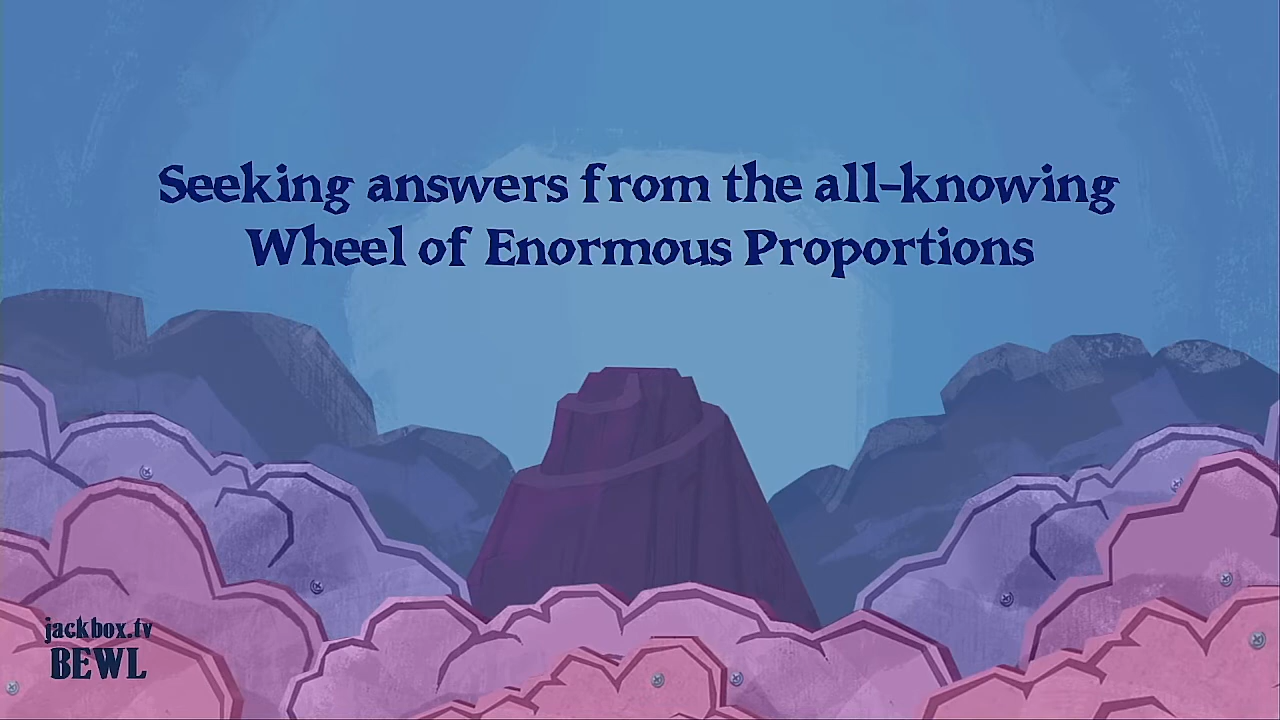 Seeking answers from the all-knowing
Wheel of Enormous Proportions
jackbox.tv
BEWL